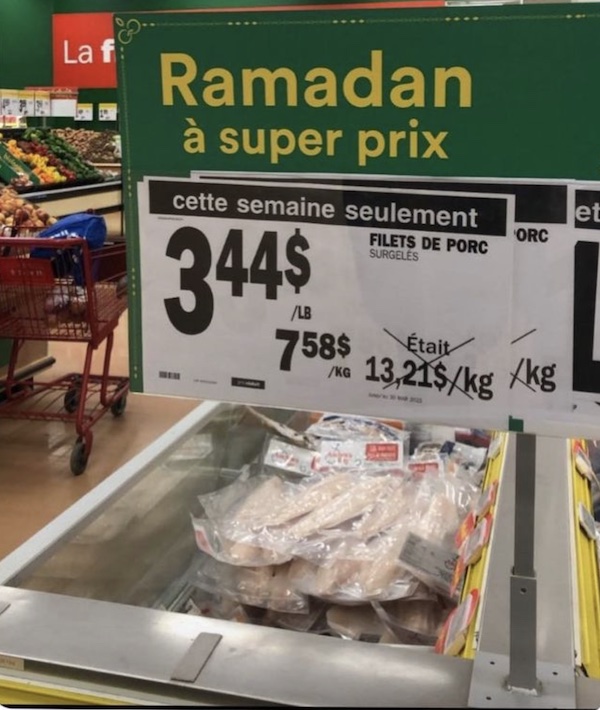 La f
Ramadan
à super prix
cette semaine seulement
3 44$
/LB
FILETS DE PORC
SURGELÉS
7 58$
/KG
Était
13,21$/kg
ORC
/kg
et